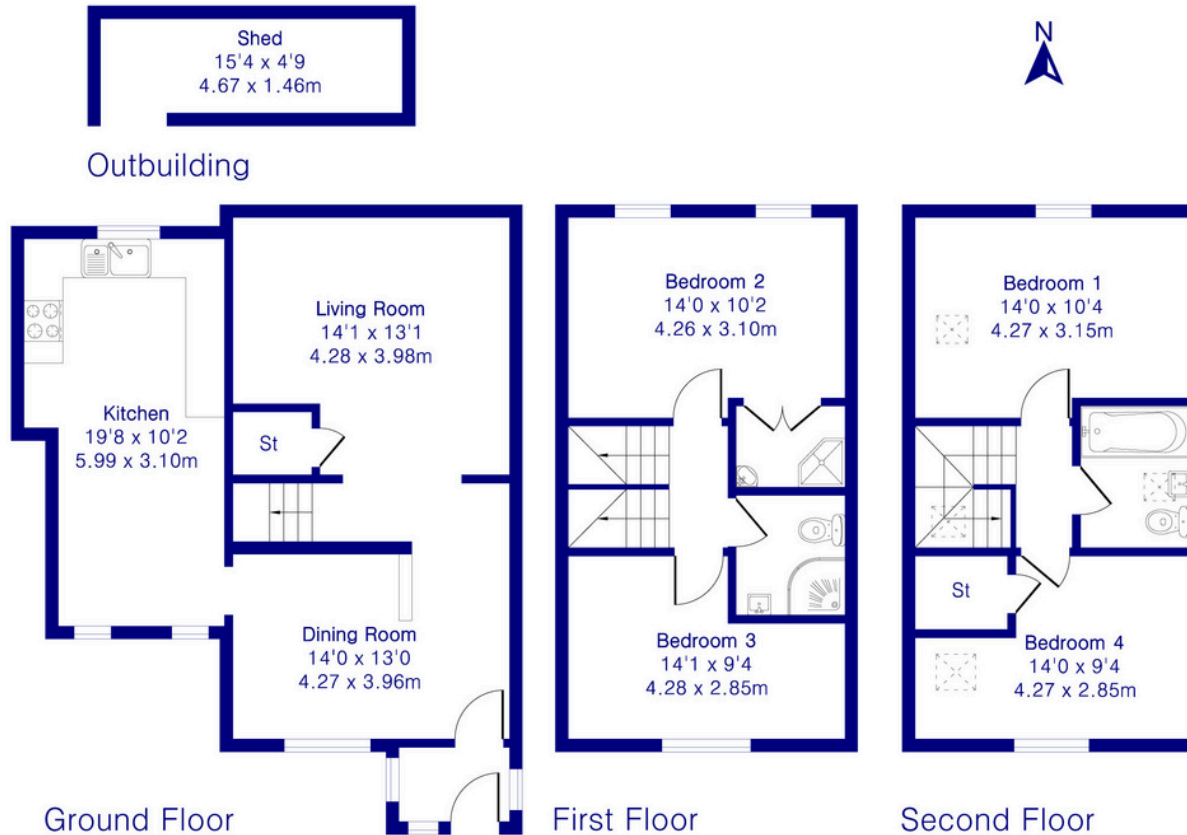 Shed
15'4 x 4'9
4.67 x 1.46m
N
Outbuilding
Living Room
14'1 x 13'1
4.28 x 3.98m
Kitchen
19'8 x 10'2
5.99 x 3.10m
St
Dining Room
14'0 x 13'0
4.27 x 3.96m
Ground Floor
Bedroom 2
14'0 x 10'2
4.26 x 3.10m
Bedroom 3
14'1 x 9'4
4.28 x 2.85m
First Floor
Bedroom 1
14'0 x 10'4
4.27 x 3.15m
St
Bedroom 4
14'0 x 9'4
4.27 x 2.85m
Second Floor